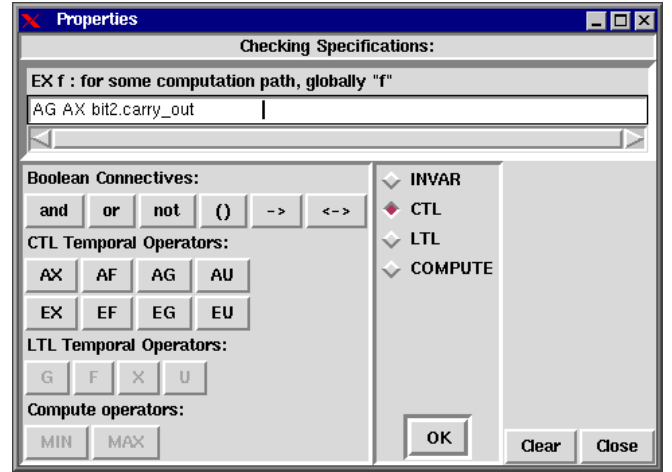 Properties
Checking Specifications:
EX f : for some computation path, globally "f"
AG AX bit2.carry_out
Boolean Connectives:
and or not () -> <->
CTL Temporal Operators:
AX AF AG AU
EX EF EG EU
LTL Temporal Operators:
G F X U
Compute operators:
MIN MAX
INVAR
CTL
LTL
COMPUTE
OK
Clear Close